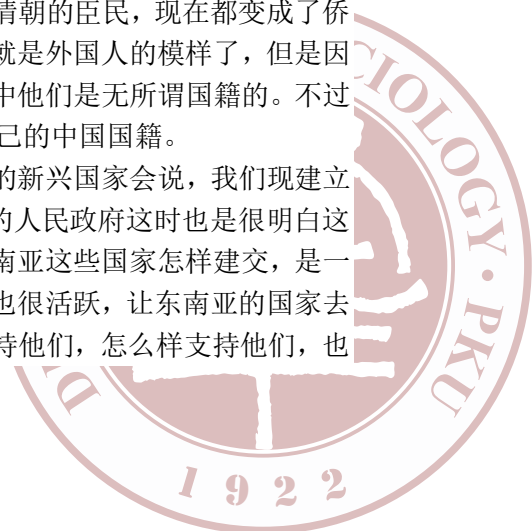 清朝的臣民，现在都变成了侨
就是外国人的模样了，但是因
中他们是无所谓国籍的。不过
己的中国国籍。
的新兴国家会说，我们现建立
的人民政府这时也是很明白这
南亚这些国家怎样建交，是一
也很活跃，让东南亚的国家去
持他们，怎么样支持他们，也
CIOLOGY·PKU
D
1922